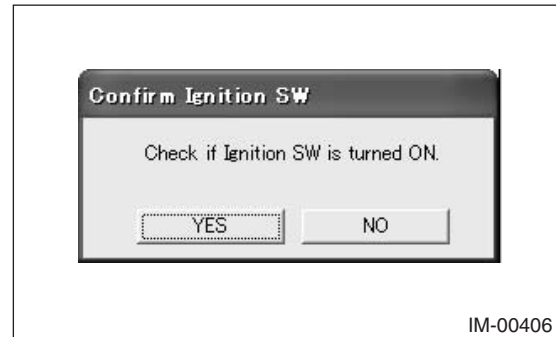 Confirm Ignition SW
Check if Ignition SW is turned ON.
YES NO
IM-00406